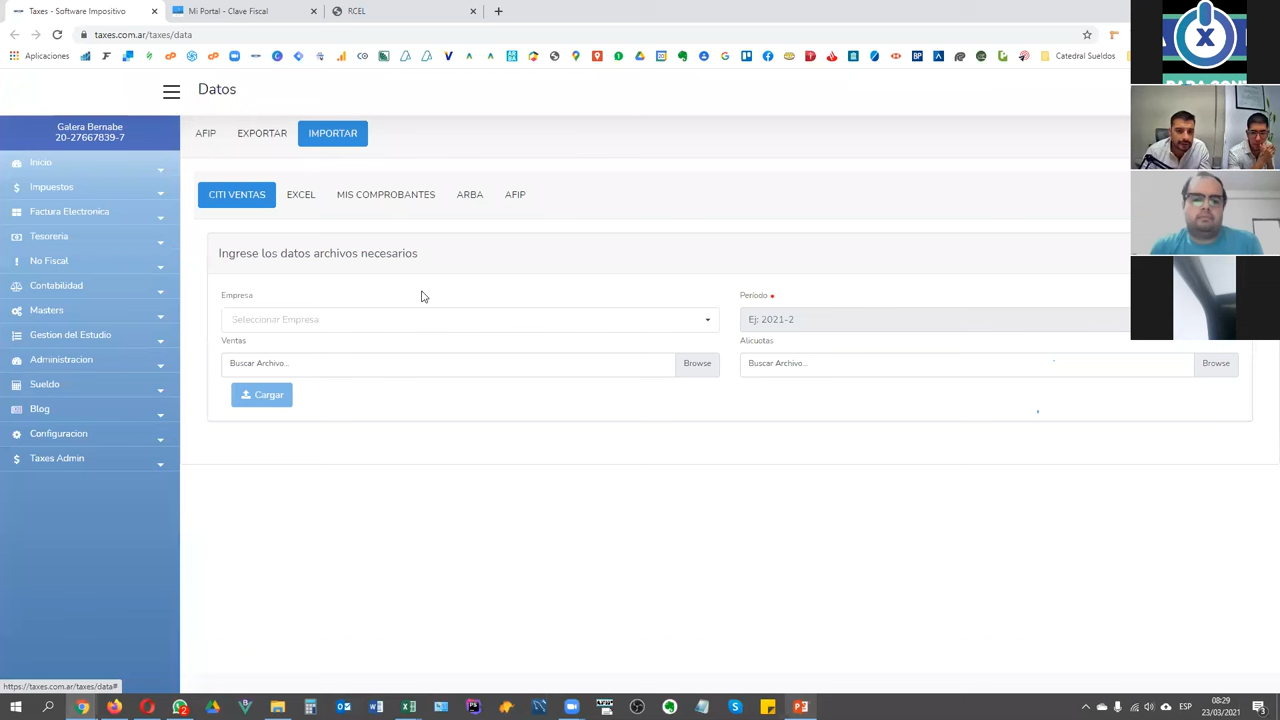 Taxes - Software Impositivo
Mi Portal - Clave Fiscal
RCEL
taxes.com.ar/taxes/data
Aplicaciones
Catedral Sueldos
Datos
Galera Bernabe
20-27667839-7
AFIP
EXPORTAR
IMPORTAR
Inicio
Impuestos
Factura Electronica
Tesoreria
No Fiscal
Contabilidad
Masters
Gestion del Estudio
Administracion
Sueldo
Blog
Configuracion
Taxes Admin
CITI VENTAS
EXCEL
MIS COMPROBANTES
ARBA
AFIP
Ingrese los datos archivos necesarios
Empresa
Periodo
Seleccionar Empresa
Ej: 2021-2
Ventas
Alicuotas
Buscar Archivo...
Browse
Buscar Archivo...
Browse
Cargar
https://taxes.com.ar/taxes/data#
ESP
08:29
23/03/2021